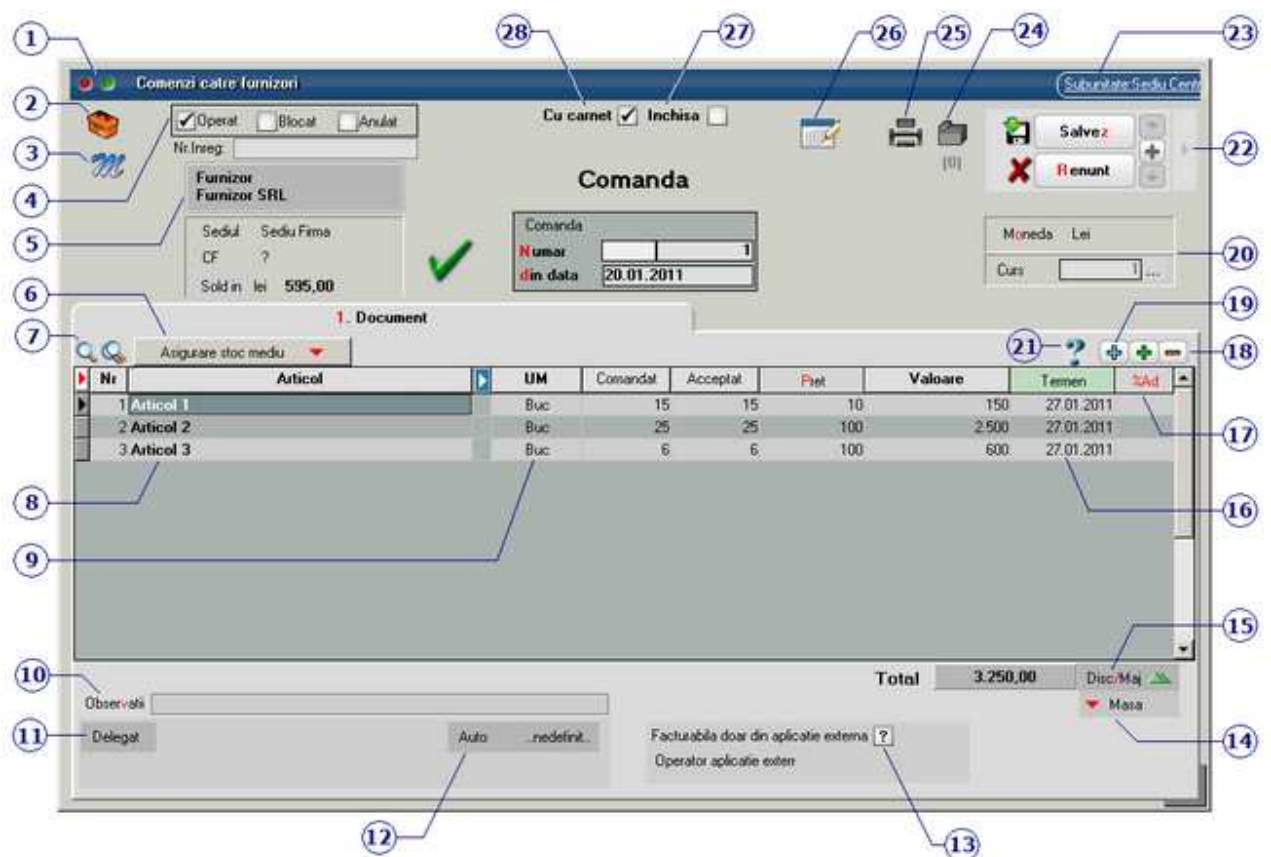 1
28
27
26
25
24
23
Comenzi catre furnizori
Subunitate:Sediu Cent
2
Operat Blocat Anulat
Cu carnet Inchisa
Salvez
3
Nr.Inreg:
(0)
22
4
Furnizor
Furnizor SRL
Comanda
Renunt
5
Sediul Sediu Firma
CF ?
Sold in lei 595,00
Comanda
Numar 1
din data 20.01.2011
Moneda Lei
Curs 1 ...
20
6
19
1. Document
7
Asigurare stoc mediu
21
?
18
Nr Articol UM Comandat Acceptat Pret Valoare Termen %Ad
1 Articol 1 Buc 15 15 10 150 27.01.2011
2 Articol 2 Buc 25 25 100 2.500 27.01.2011
3 Articol 3 Buc 6 6 100 600 27.01.2011
17
8
16
9
15
10
Total 3.250,00 Disc/Maj
Observatii
Masa
11
Delegat Auto ..nedefinit.. Facturabila doar din aplicatie externa ?
14
Operator aplicatie extern
12
13